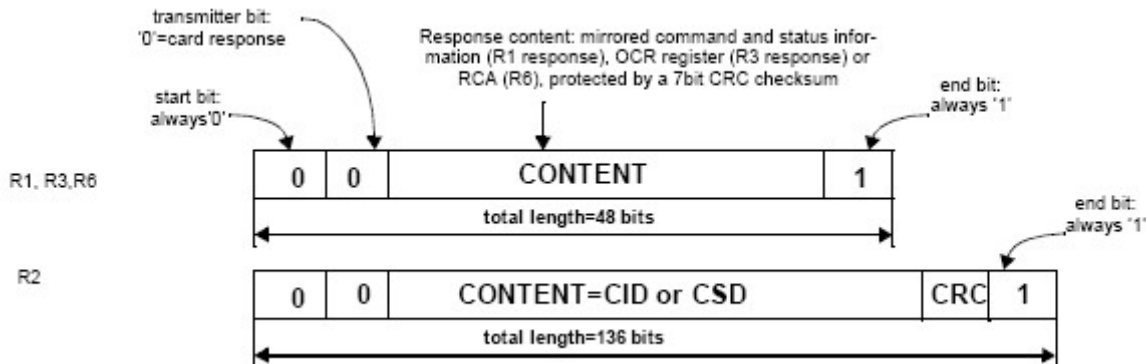 transmitter bit:
'0'=card response
Response content: mirrored command and status infor-
mation (R1 response), OCR register (R3 response) or
RCA (R6), protected by a 7bit CRC checksum
start bit:
always'0'
end bit:
always '1'
R1, R3,R6
0 0 CONTENT 1
total length=48 bits
end bit:
always '1'
R2
0 0 CONTENT=CID or CSD CRC 1
total length=136 bits